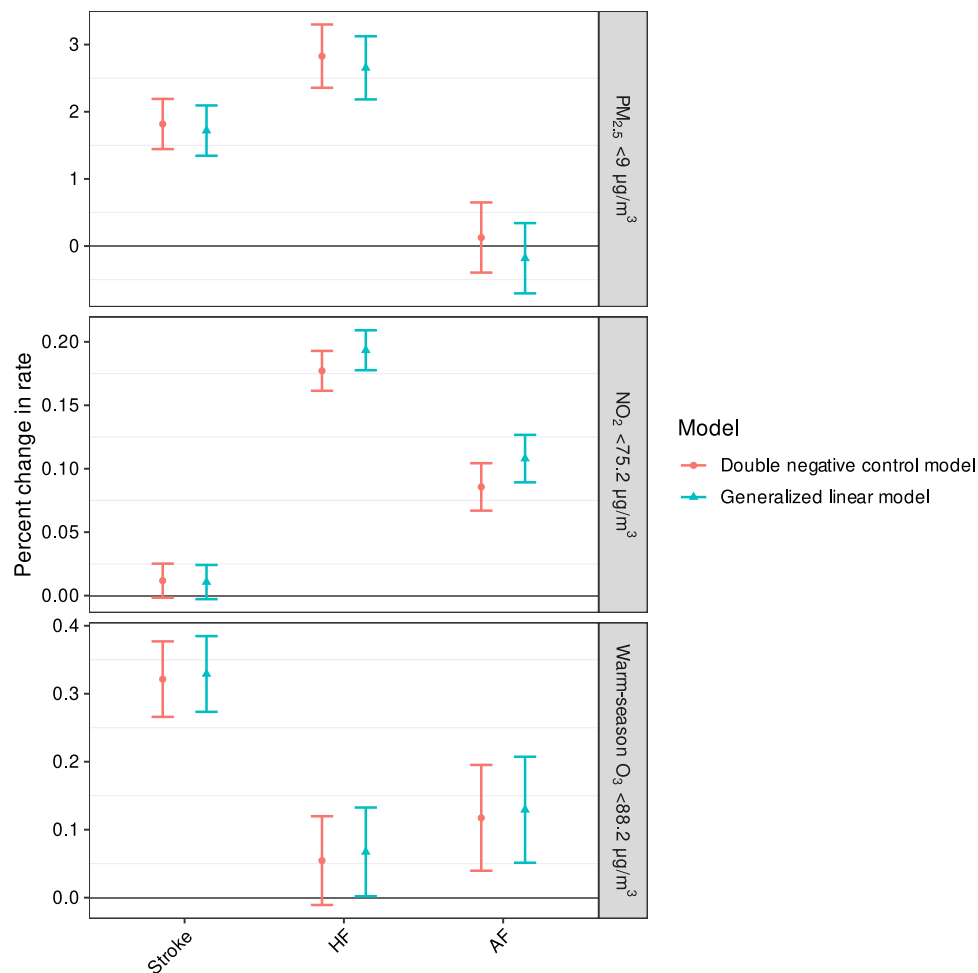 Percent change in rate
3
2
1
0
PM₂.₅ <9 µg/m³
0.20
0.15
0.10
0.05
0.00
NO₂ <75.2 µg/m³
0.4
0.3
0.2
0.1
0.0
Warm-season O₃ <88.2 µg/m³
Stroke
HF
AF
Model
Double negative control model
Generalized linear model